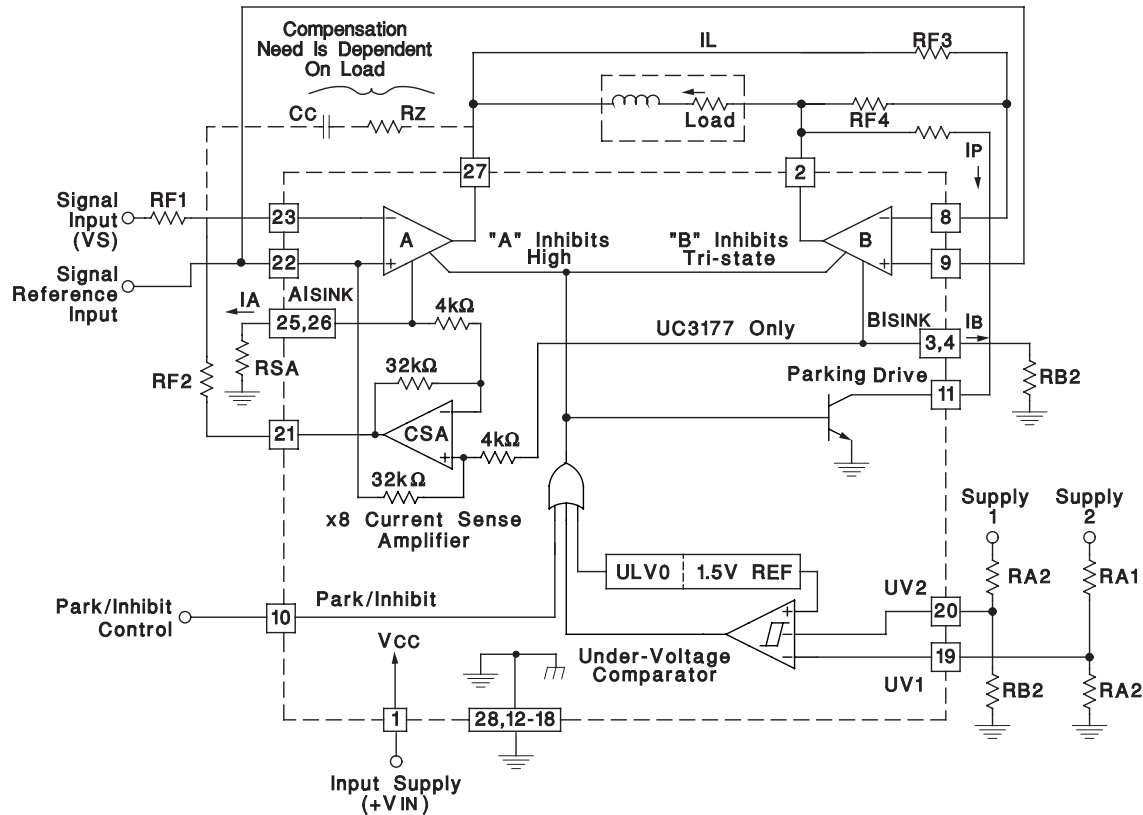 Compensation
Need Is Dependent
On Load
IL
RF3
CC
RZ
Load
RF4
IP
27
2
Signal
Input
(VS)
RF1
23
−
A
+
"A" Inhibits
High
"B" Inhibits
Tri-state
−
B
+
8
9
22
Signal
Reference
Input
IA
AISINK
25,26
4kΩ
UC3177 Only
BISINK
IB
3,4
RSA
RF2
32kΩ
Parking Drive
11
RB2
21
−
CSA
+
4kΩ
32kΩ
x8 Current Sense
Amplifier
Supply
1
Supply
2
ULV0
1.5V REF
RA2
RA1
Park/Inhibit
Control
10
Park/Inhibit
+
−
−
UV2
20
19
UV1
Under-Voltage
Comparator
VCC
RB2
RA2
1
28,12-18
Input Supply
(+VIN)